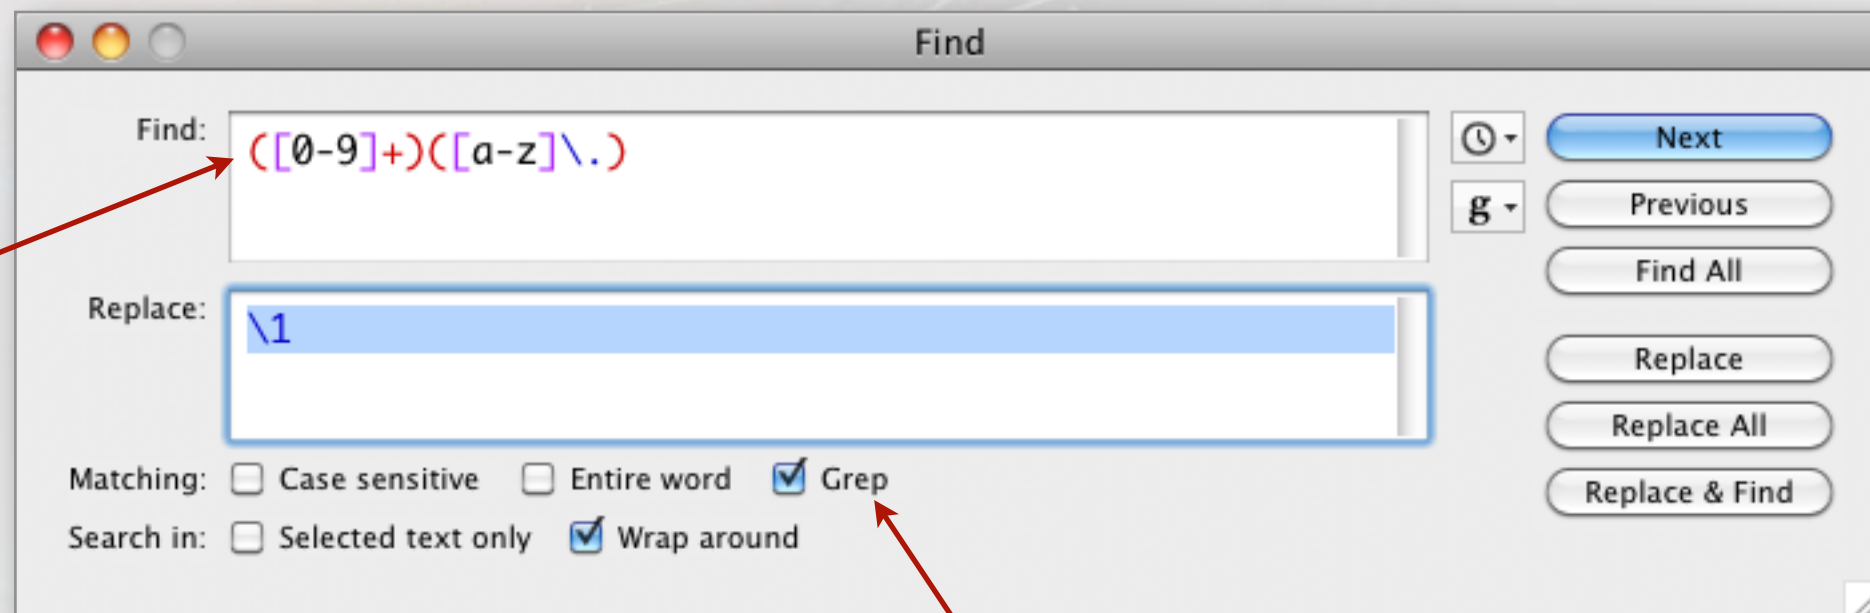 Find
Find:
([0-9]+)([a-z]\.)
Next
g
Previous
Find All
Replace:
\1
Replace
Replace All
Matching: Case sensitive Entire word Grep
Replace & Find
Search in: Selected text only Wrap around